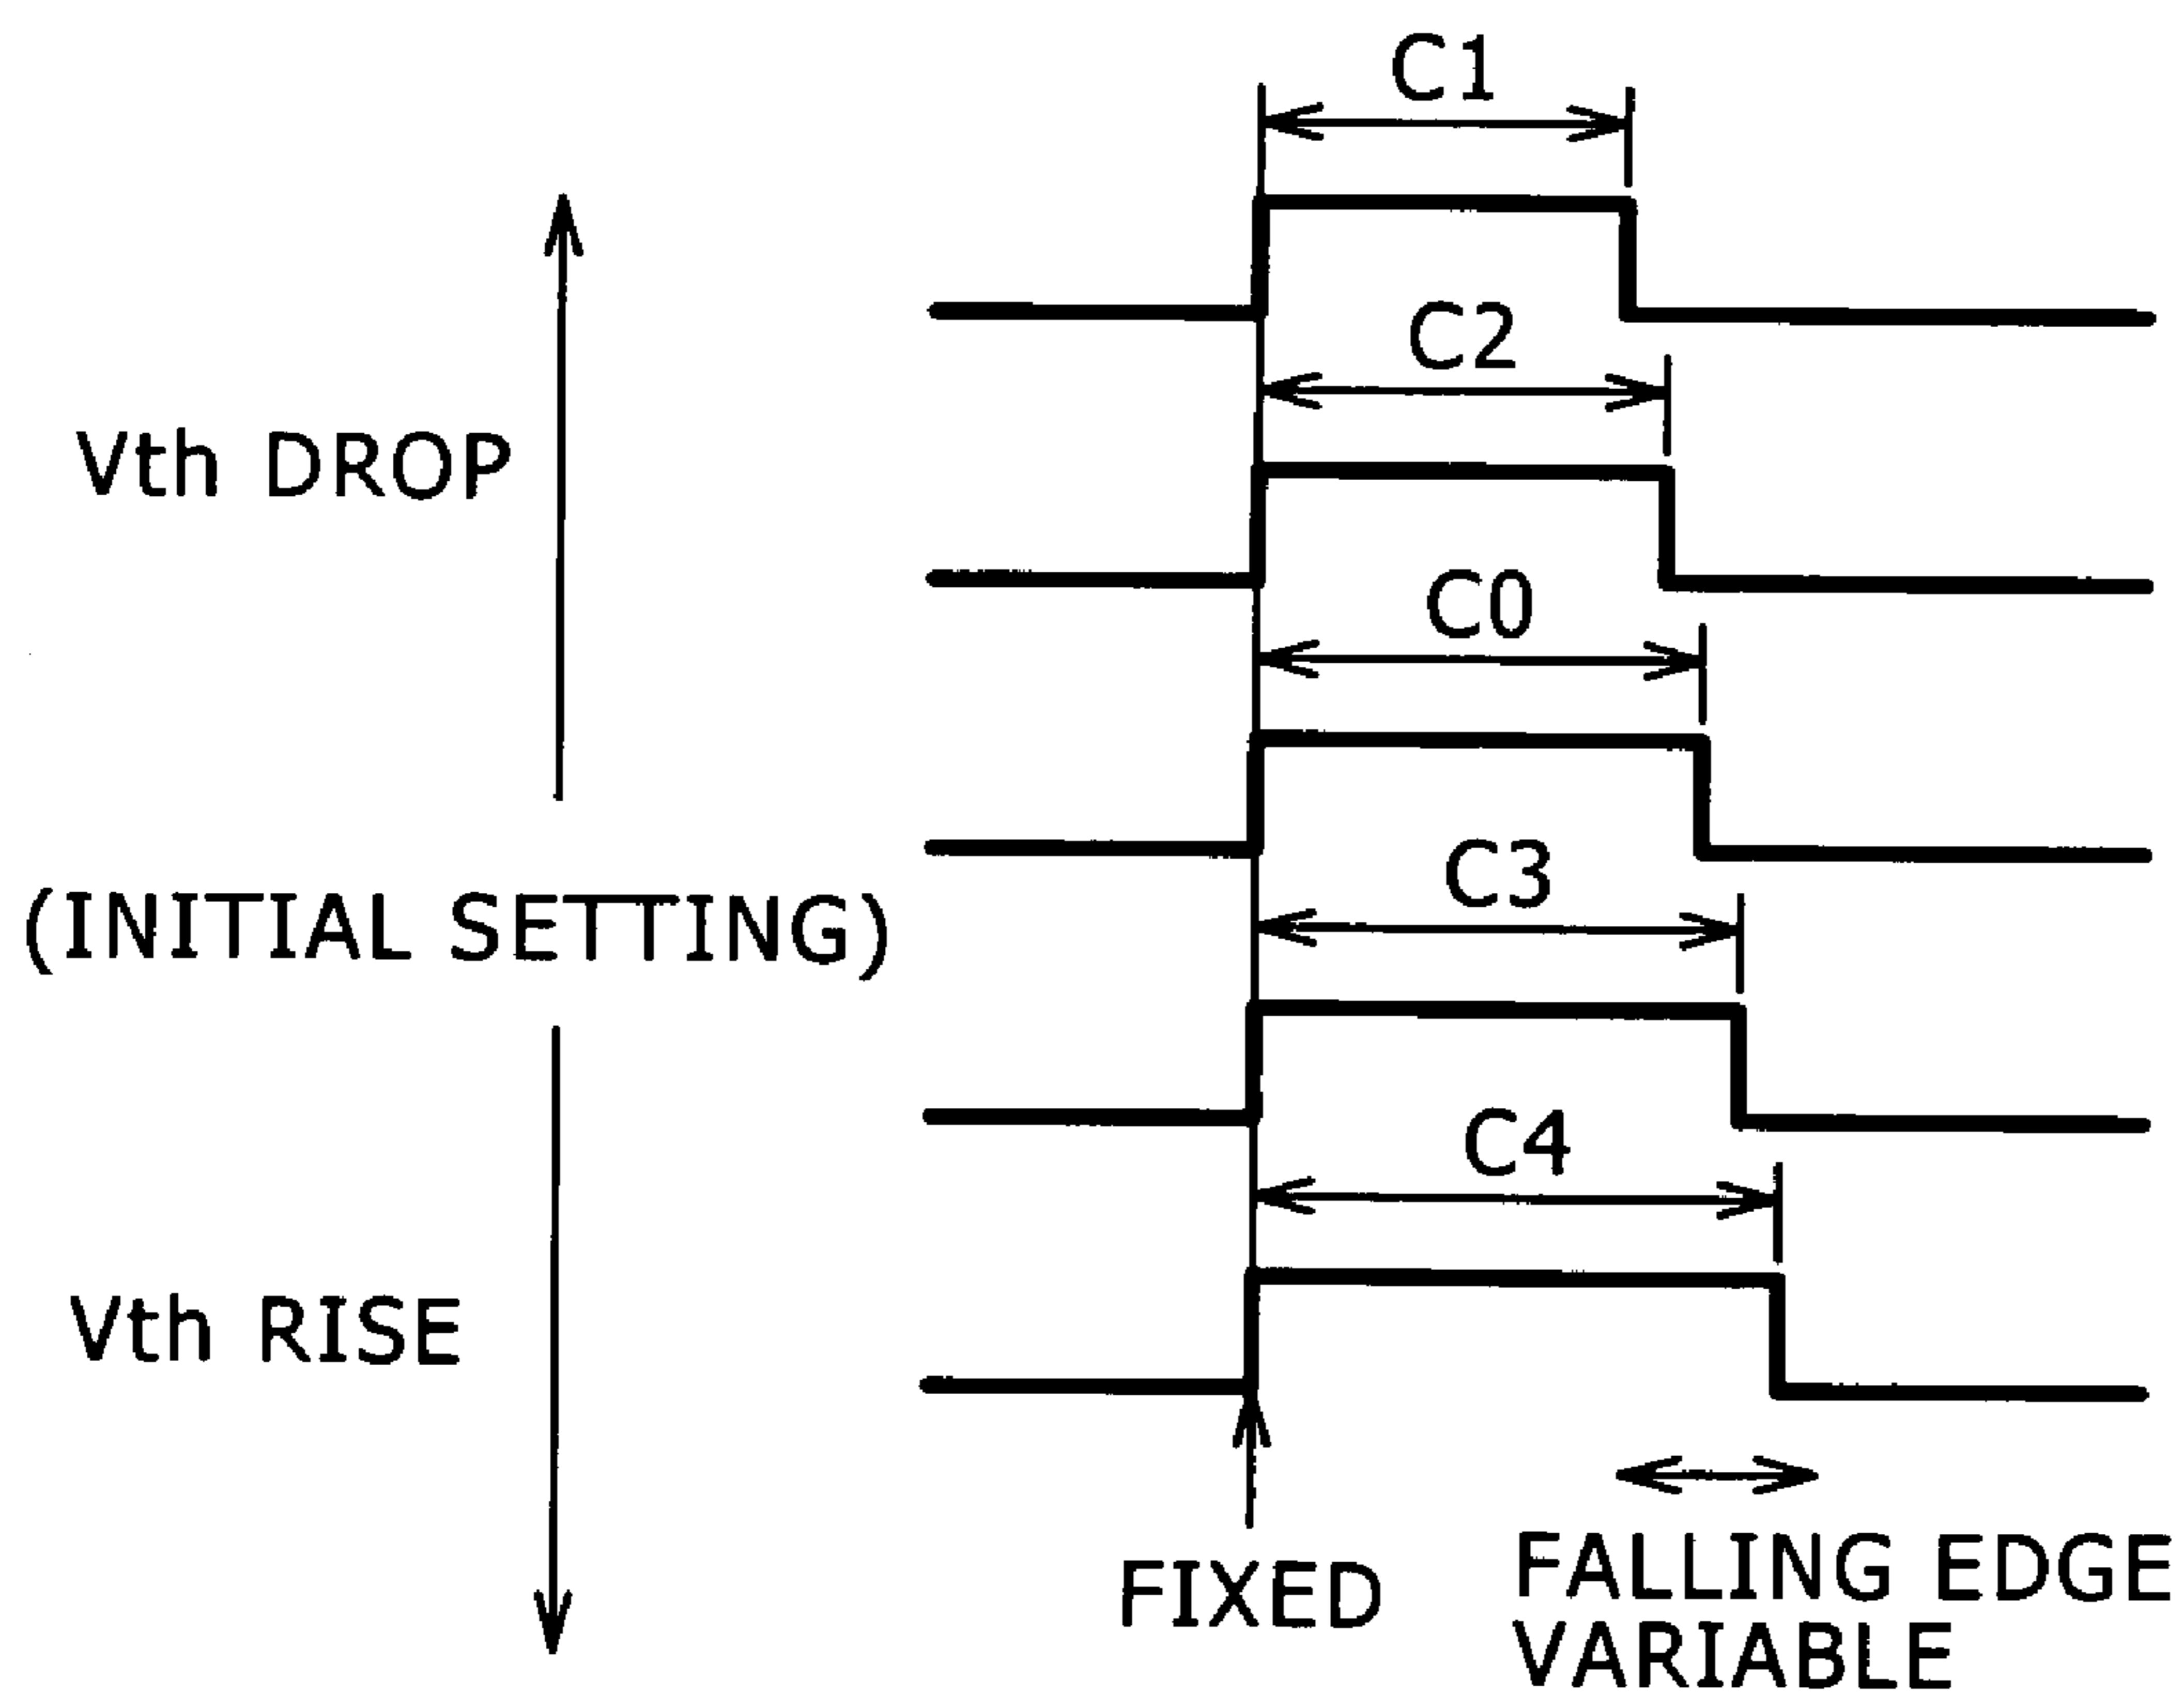 C1
C2
Vth DROP
C0
C3
(INITIAL SETTING)
C4
Vth RISE
FIXED
FALLING EDGE
VARIABLE